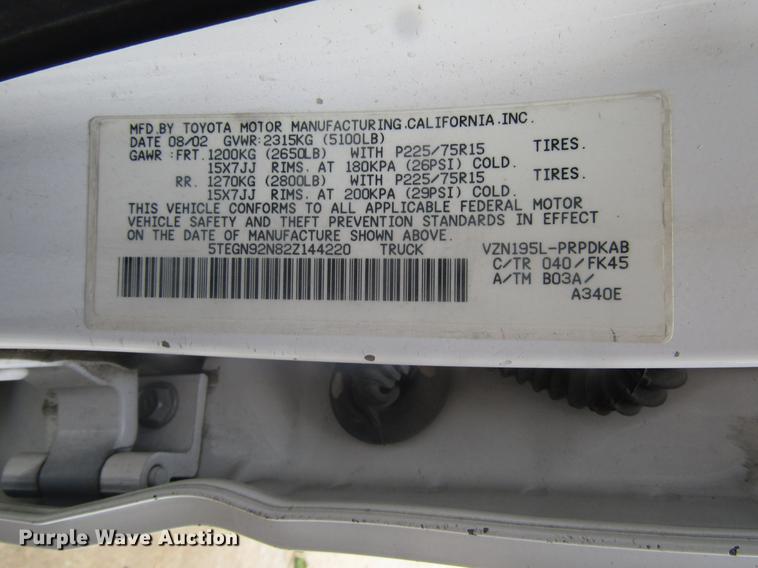 MFD.BY TOYOTA MOTOR MANUFACTURING.CALIFORNIA.INC.
DATE 08/02 GVWR:2315KG (5100LB)
GAWR :FRT.1200KG (2650LB) WITH P225/75R15 TIRES.
15X7JJ RIMS. AT 180KPA (26PSI) COLD.
RR. 1270KG (2800LB) WITH P225/75R15 TIRES.
15X7JJ RIMS. AT 200KPA (29PSI) COLD.
THIS VEHICLE CONFORMS TO ALL APPLICABLE FEDERAL MOTOR
VEHICLE SAFETY AND THEFT PREVENTION STANDARDS IN EFFECT
ON THE DATE OF MANUFACTURE SHOWN ABOVE.
5TEGN92N82Z144220 TRUCK VZN195L-PRPDKAB
C/TR 040/FK45
A/TM B03A/
A340E
Purple Wave Auction